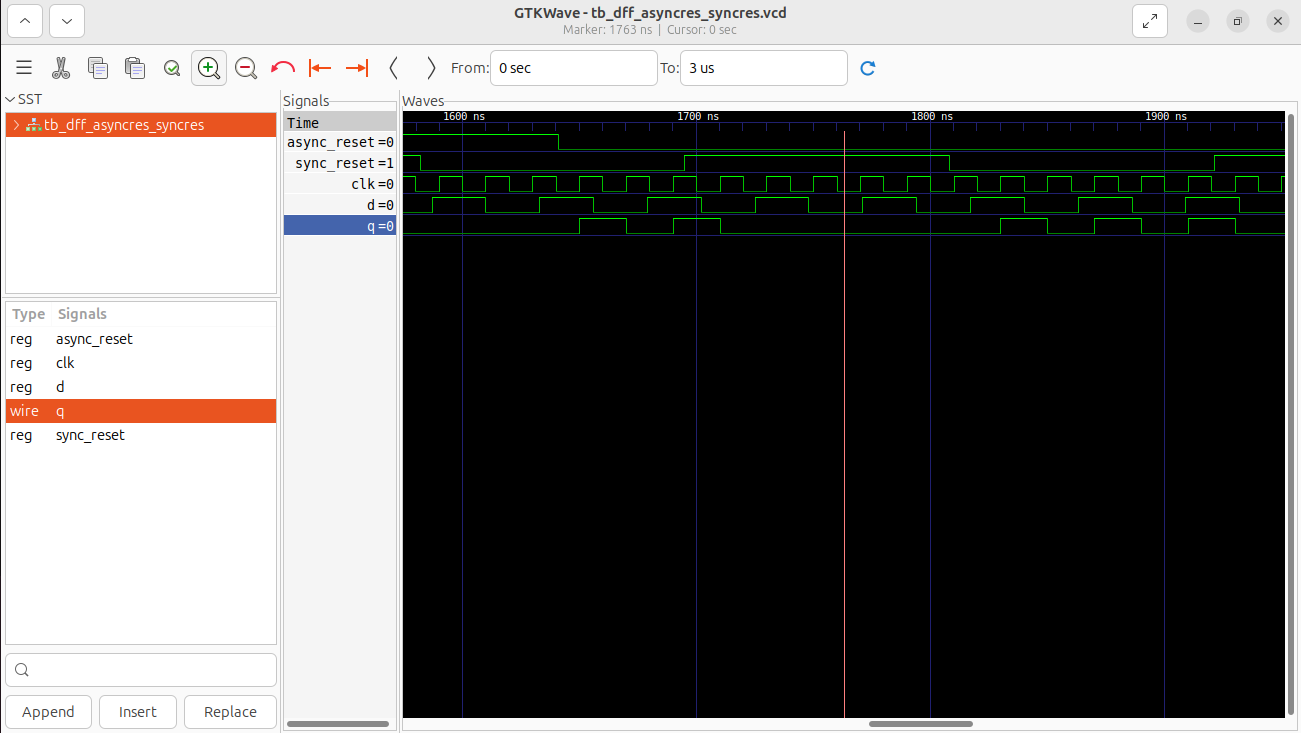 GTKWave - tb_dff_asyncres_syncres.vcd
Marker: 1763 ns | Cursor: 0 sec
From: 0 sec To: 3 us
SST
tb_dff_asyncres_syncres
Type Signals
reg async_reset
reg clk
reg d
wire q
reg sync_reset
Append Insert Replace
Signals
Time
async_reset =0
sync_reset =1
clk =0
d =0
q =0
Waves
1600 ns 1700 ns 1800 ns 1900 ns